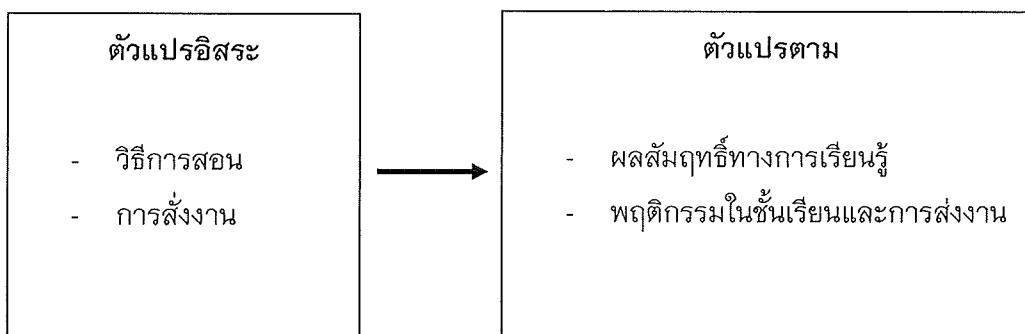 ตัวแปรอิสระ
- วิธีการสอน
- การสั่งงาน
ตัวแปรตาม
- ผลสัมฤทธิ์ทางการเรียนรู้
- พฤติกรรมในชั้นเรียนและการส่งงาน